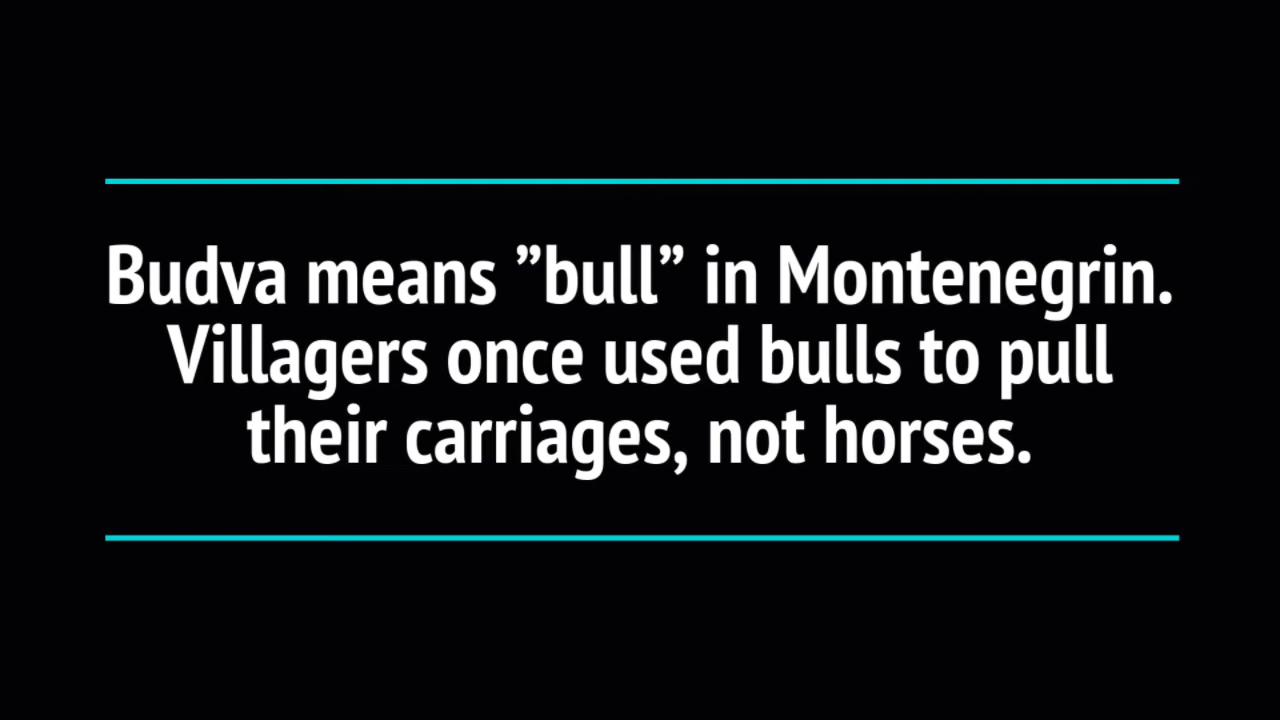 Budva means ”bull” in Montenegrin.
Villagers once used bulls to pull
their carriages, not horses.